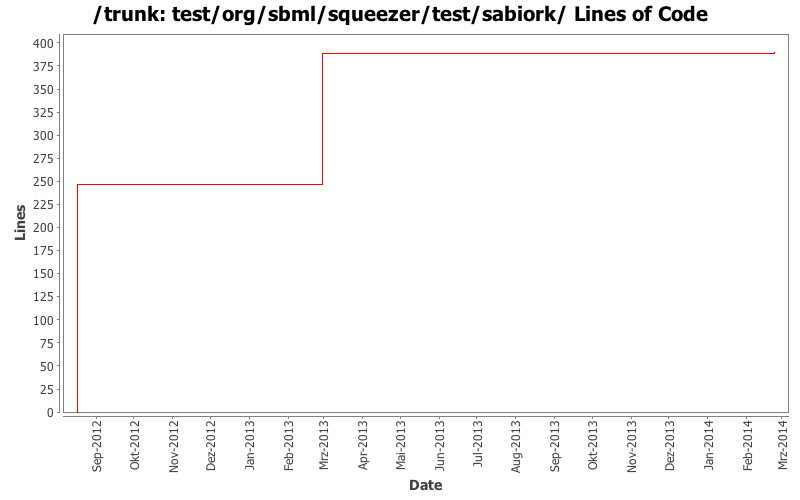 /trunk: test/org/sbml/squeezer/test/sabiork/ Lines of Code
400
375
350
325
300
275
250
225
200
175
150
125
100
75
50
25
0
Lines
Sep-2012
Okt-2012
Nov-2012
Dez-2012
Jan-2013
Feb-2013
Mrz-2013
Apr-2013
Mai-2013
Jun-2013
Jul-2013
Aug-2013
Sep-2013
Okt-2013
Nov-2013
Dez-2013
Jan-2014
Feb-2014
Mrz-2014
Date